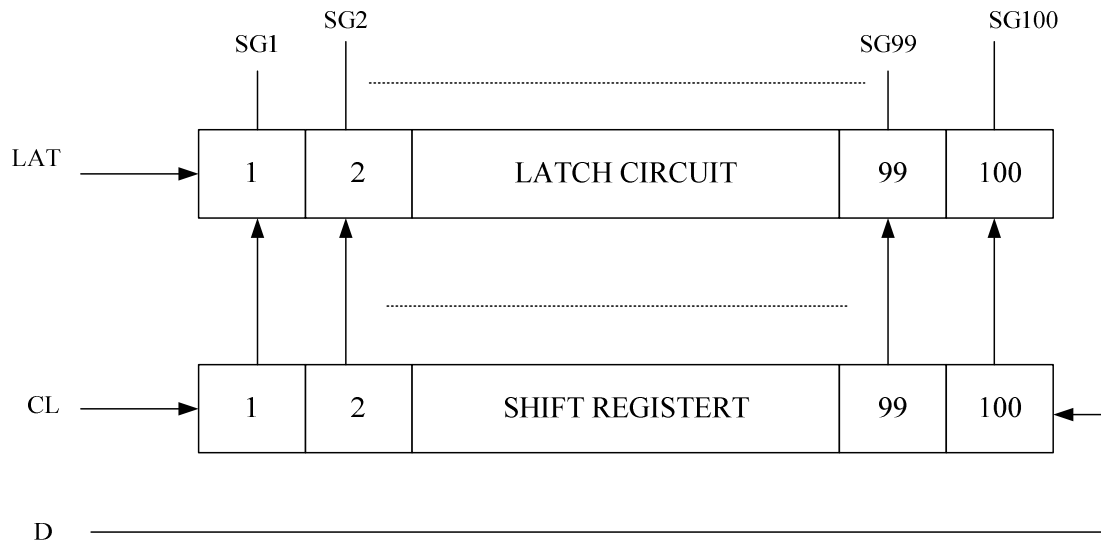 SG1
SG2
SG99
SG100
LAT
1
2
LATCH CIRCUIT
99
100
CL
1
2
SHIFT REGISTERT
99
100
D